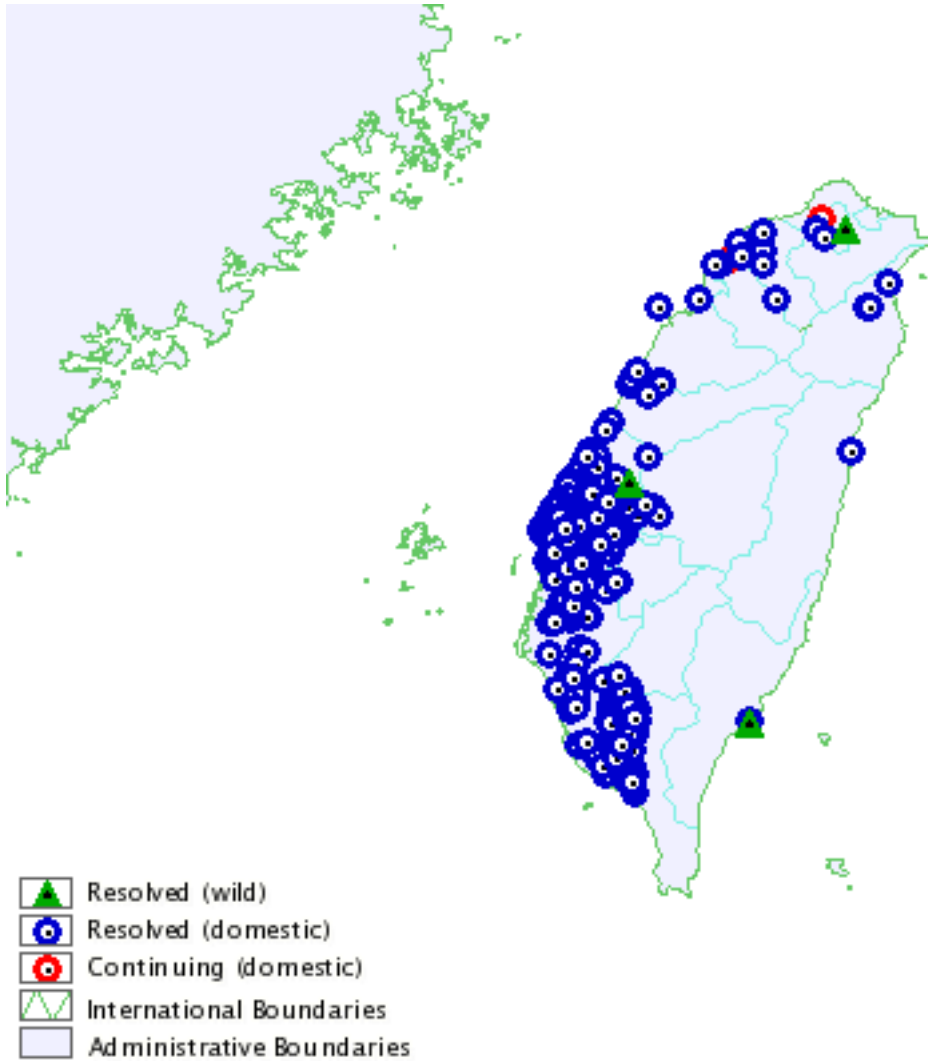 Resolved (wild)
Resolved (domestic)
Continuing (domestic)
International Boundaries
Administrative Boundaries